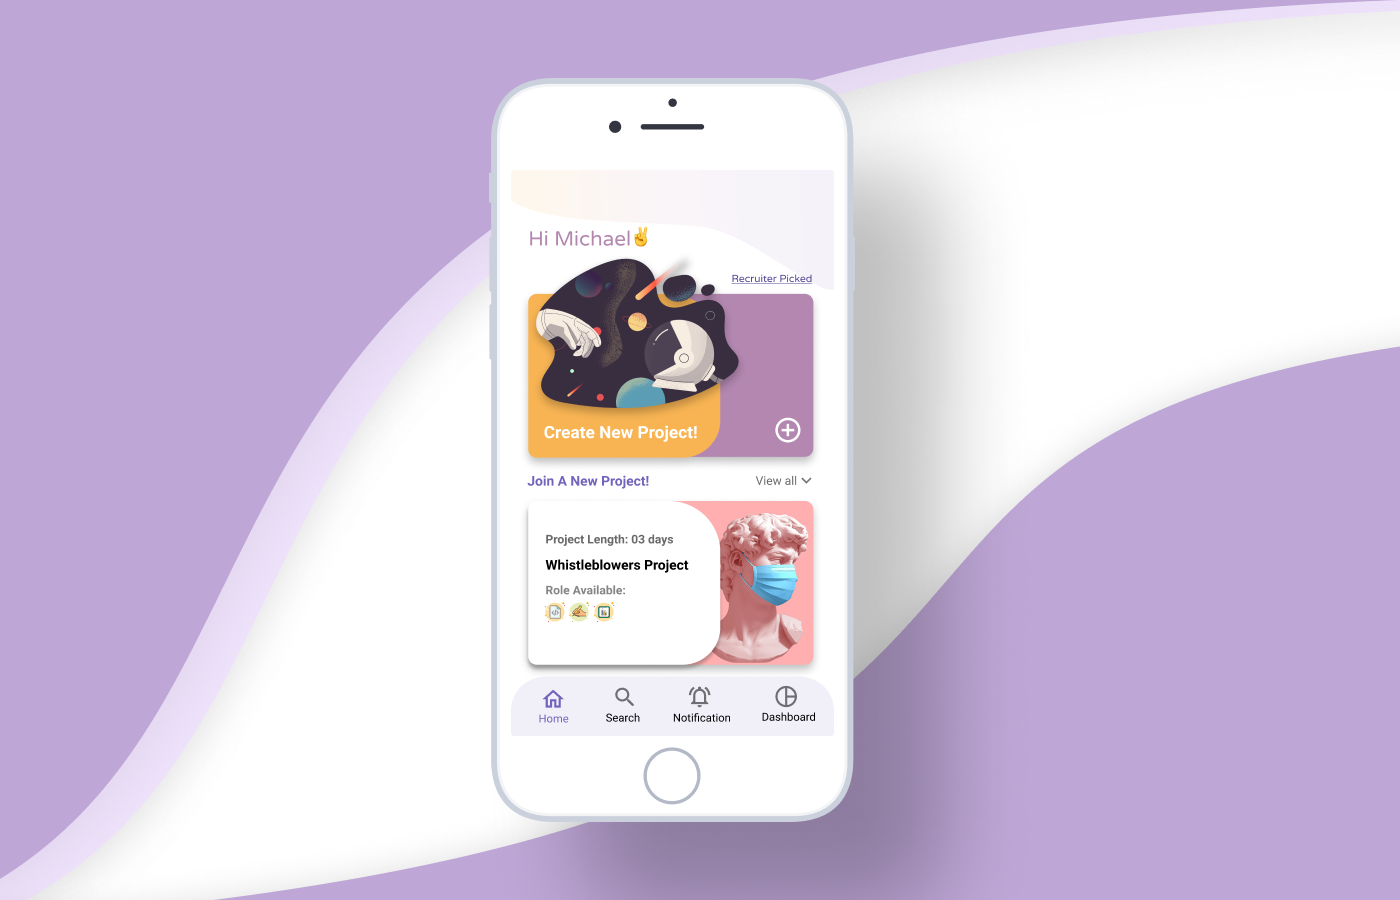 Hi Michael✌️
Recruiter Picked
Create New Project!
Join A New Project!
View all
Project Length: 03 days
Whistleblowers Project
Role Available:
Home
Search
Notification
Dashboard